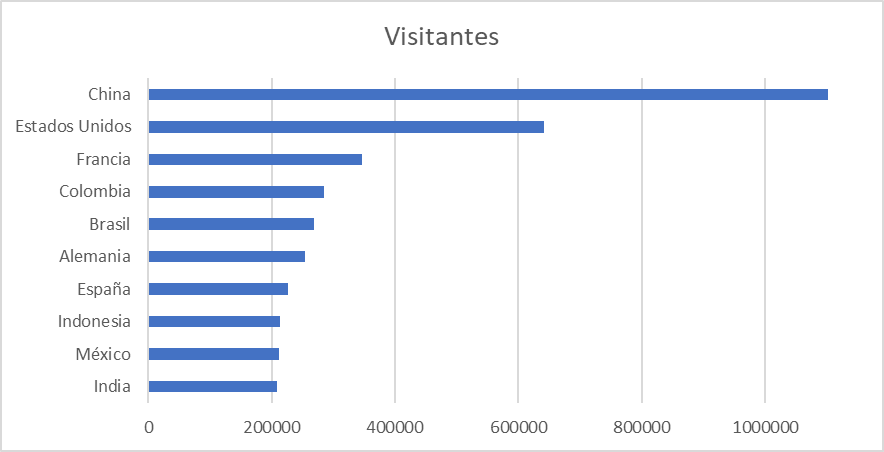 Visitantes
China
Estados Unidos
Francia
Colombia
Brasil
Alemania
España
Indonesia
México
India
0 200000 400000 600000 800000 1000000